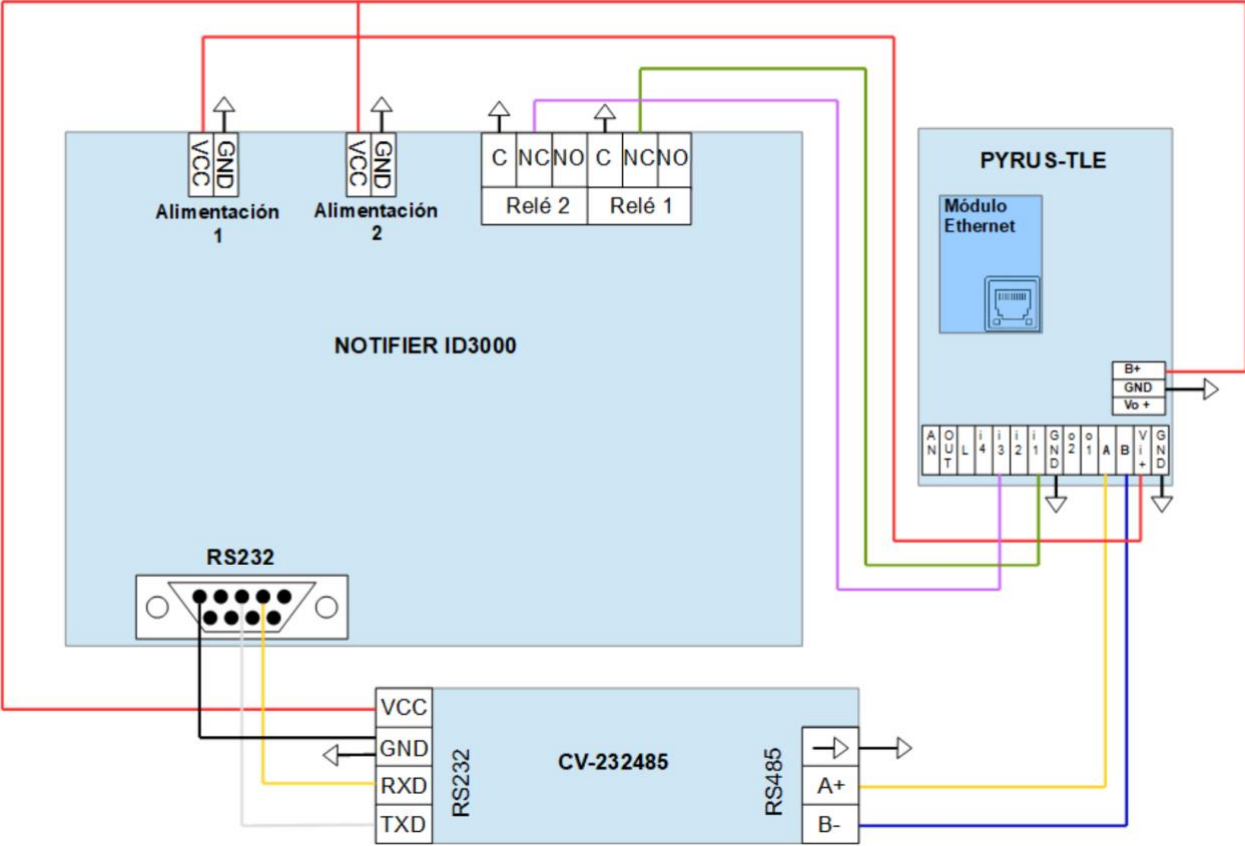 VCC
GND
Alimentación
1
VCC
GND
Alimentación
2
C NC NO C NC NO
Relé 2 Relé 1
NOTIFIER ID3000
RS232
PYRUS-TLE
Módulo
Ethernet
B+
GND
Vo +
AN OUT L i4 i3 i2 i1 GND o2 o1 A B Vi+ GND
VCC
GND
RXD
TXD
RS232
CV-232485
RS485
A+
B-